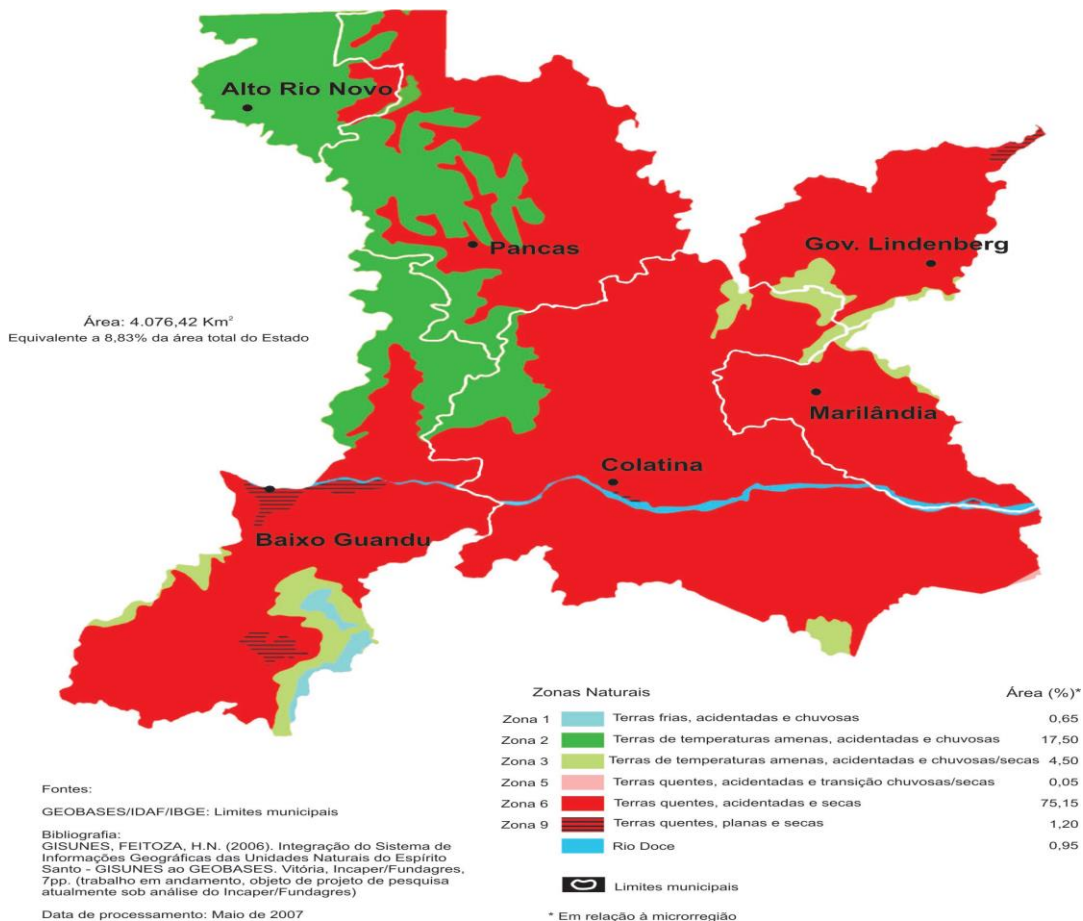 Alto Rio Novo
Pancas
Gov. Lindenberg
Área: 4.076,42 Km²
Equivalente a 8,83% da área total do Estado
Marilândia
Colatina
Baixo Guandu
Zonas Naturais Área (%)*
Zona 1 Terras frias, acidentadas e chuvosas 0,65
Zona 2 Terras de temperaturas amenas, acidentadas e chuvosas 17,50
Zona 3 Terras de temperaturas amenas, acidentadas e chuvosas/secas 4,50
Zona 5 Terras quentes, acidentadas e transição chuvosas/secas 0,05
Zona 6 Terras quentes, acidentadas e secas 75,15
Zona 9 Terras quentes, planas e secas 1,20
Rio Doce 0,95
Limites municipais
* Em relação à microrregião
Fontes:
GEOBASES/IDAF/IBGE: Limites municipais
Bibliografia:
GISUNES, FEITOZA, H.N. (2006). Integração do Sistema de
Informações Geográficas das Unidades Naturais do Espírito
Santo - GISUNES ao GEOBASES. Vitória, Incaper/Fundagres,
7pp. (trabalho em andamento, objeto de projeto de pesquisa
atualmente sob análise do Incaper/Fundagres)
Data de processamento: Maio de 2007